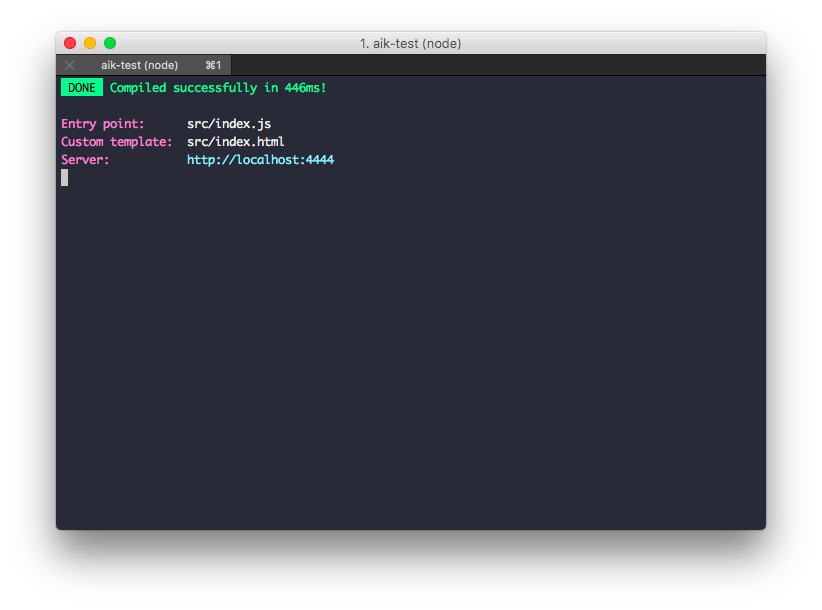 1. aik-test (node)
aik-test (node) ⌘1
DONE Compiled successfully in 446ms!
Entry point: src/index.js
Custom template: src/index.html
Server: http://localhost:4444